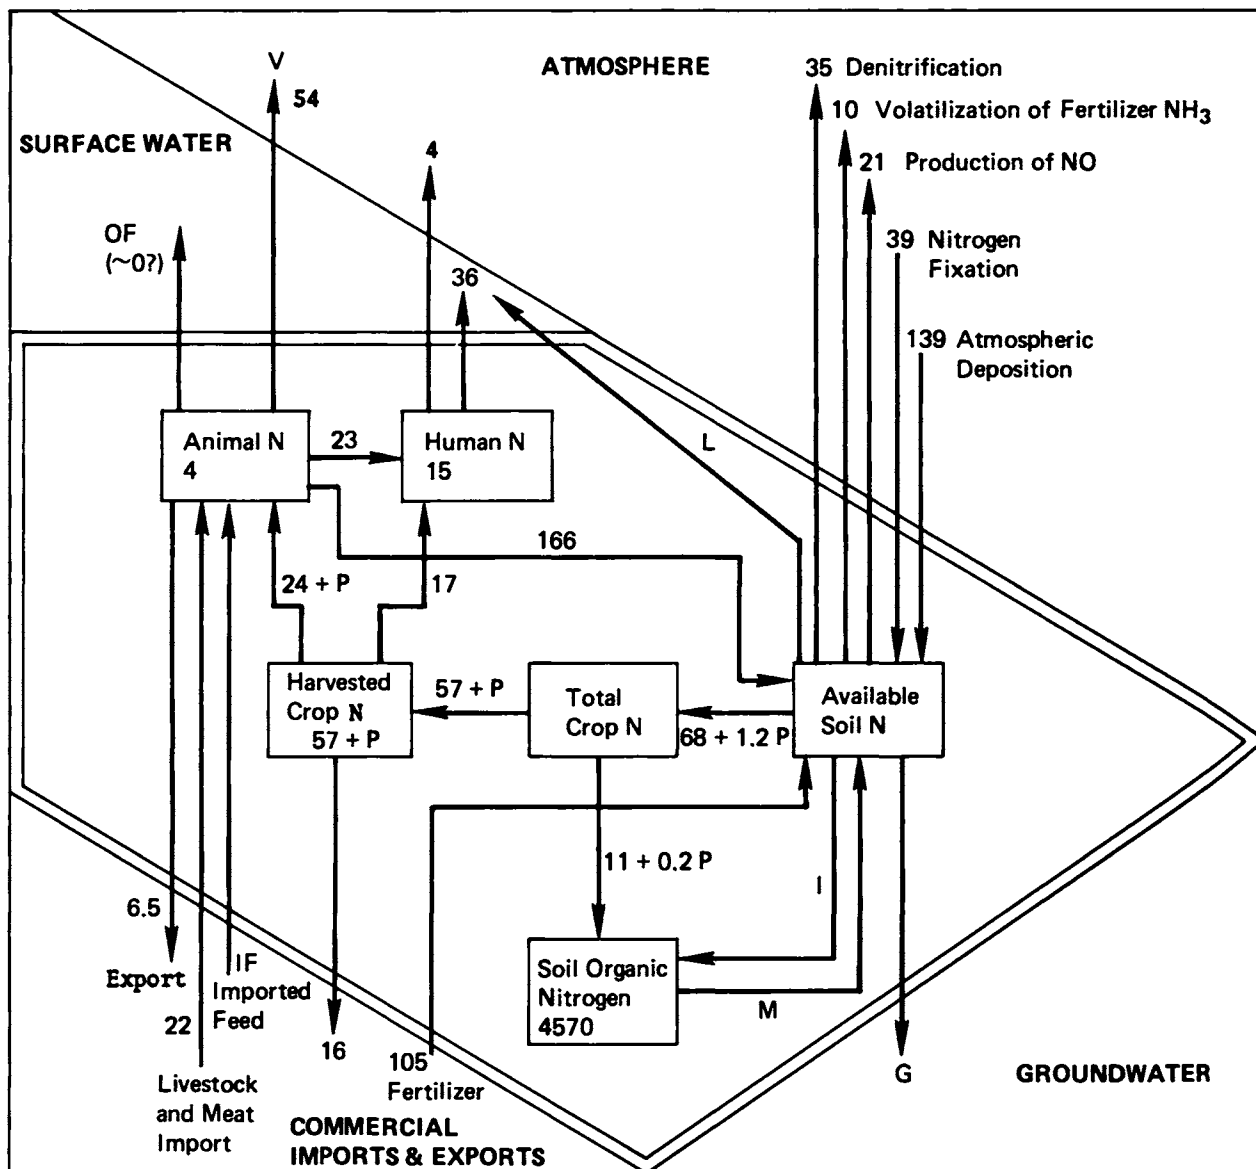 V
54
ATMOSPHERE
35 Denitrification
10 Volatilization of Fertilizer NH3
SURFACE WATER
4
21 Production of NO
OF
(~0?)
36
39 Nitrogen
Fixation
139 Atmospheric
Deposition
Animal N
4
23
Human N
15
L
166
24 + P
17
Harvested
Crop N
57 + P
57 + P
Total
Crop N
68 + 1.2 P
Available
Soil N
11 + 0.2 P
I
6.5
Export
IF
Imported
Feed
Soil Organic
Nitrogen
4570
M
22
16
105
Fertilizer
G
GROUNDWATER
Livestock
and Meat
Import
COMMERCIAL
IMPORTS & EXPORTS